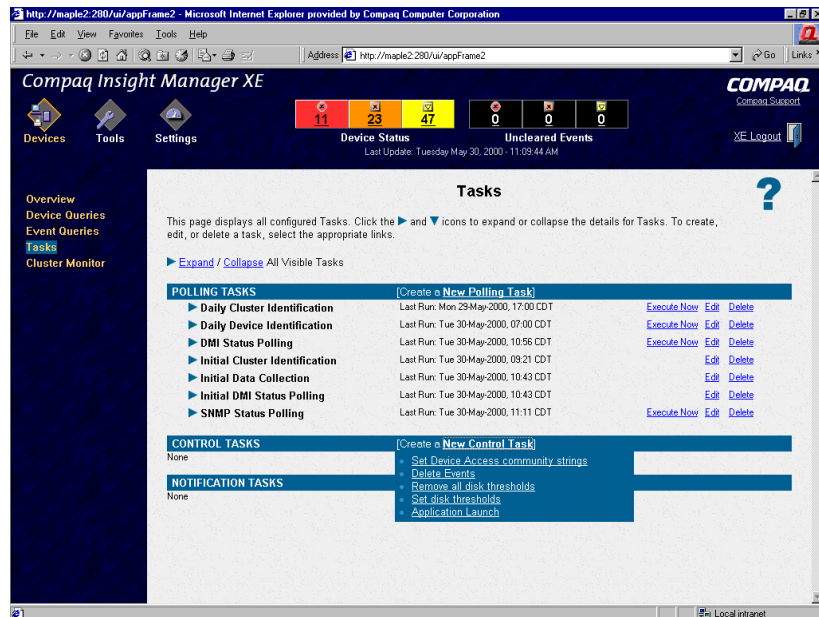 http://maple2:280/ui/appFrame2 - Microsoft Internet Explorer provided by Compaq Computer Corporation
File Edit View Favorites Tools Help
Address http://maple2:280/ui/appFrame2 Go Links
Compaq Insight Manager XE
COMPAQ
Compaq Support
11 23 47 0 0 0
Devices Tools Settings
Device Status Uncleared Events
XE Logout
Last Update: Tuesday May 30, 2000 - 11:09:44 AM
Tasks
?
Overview
Device Queries
Event Queries
Tasks
Cluster Monitor
This page displays all configured Tasks. Click the ▶ and ▼ icons to expand or collapse the details for Tasks. To create,
edit, or delete a task, select the appropriate links.
Expand / Collapse All Visible Tasks
POLLING TASKS [Create a New Polling Task]
Daily Cluster Identification Last Run: Mon 29-May-2000, 17:00 CDT Execute Now Edit Delete
Daily Device Identification Last Run: Tue 30-May-2000, 07:00 CDT Execute Now Edit Delete
DMI Status Polling Last Run: Tue 30-May-2000, 10:56 CDT Execute Now Edit Delete
Initial Cluster Identification Last Run: Tue 30-May-2000, 09:21 CDT Edit Delete
Initial Data Collection Last Run: Tue 30-May-2000, 10:43 CDT Edit Delete
Initial DMI Status Polling Last Run: Tue 30-May-2000, 10:43 CDT Edit Delete
SNMP Status Polling Last Run: Tue 30-May-2000, 11:11 CDT Execute Now Edit Delete
CONTROL TASKS [Create a New Control Task]
None
Set Device Access community strings
Delete Events
Remove all disk thresholds
Set disk thresholds
Application Launch
NOTIFICATION TASKS
None
Local intranet